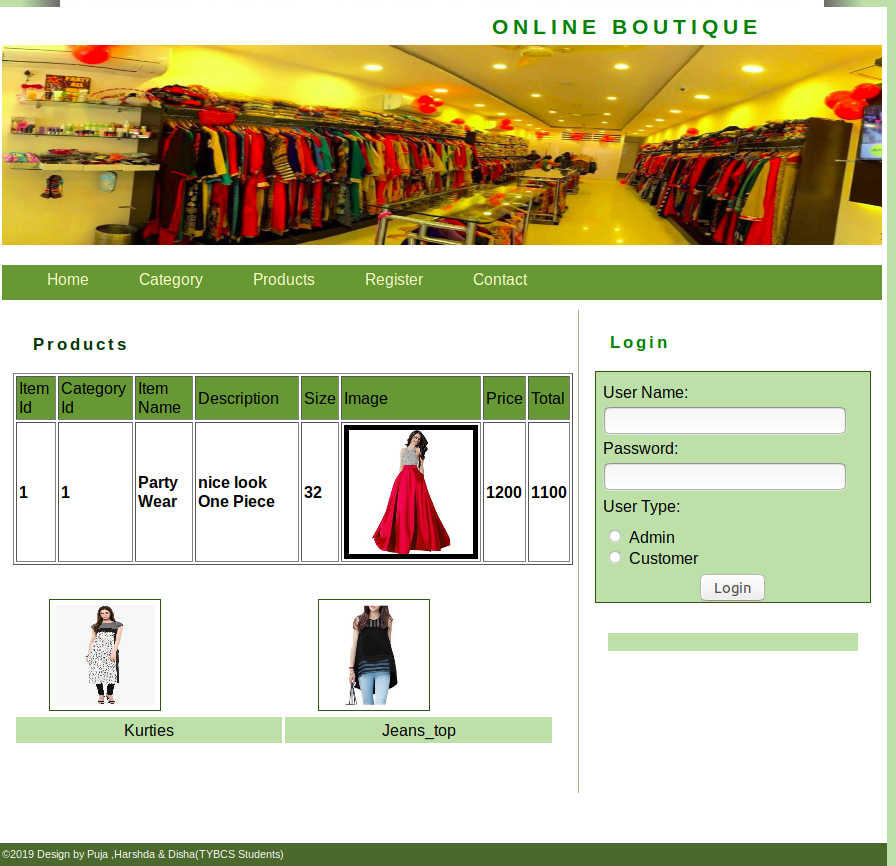 ONLINE BOUTIQUE
PARTY
ALL
Home Category Products Register Contact
Products
Item Id Category Id Item Name Description Size Image Price Total
1 1 Party Wear nice look One Piece 32 1200 1100
Kurties Jeans_top
Login
User Name:
Password:
User Type:
Admin
Customer
Login
©2019 Design by Puja ,Harshda & Disha(TYBCS Students)